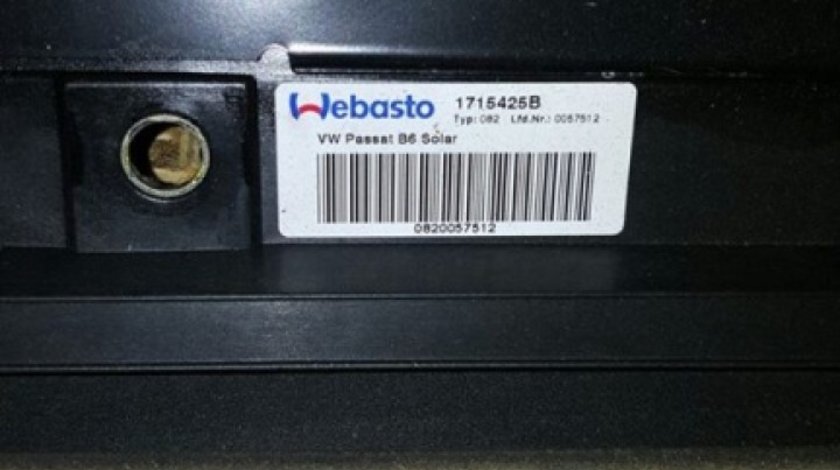 Webasto 1715425B
Typ: 082 Lfd.Nr.: 0057512
VW Passat B6 Solar
0820057512